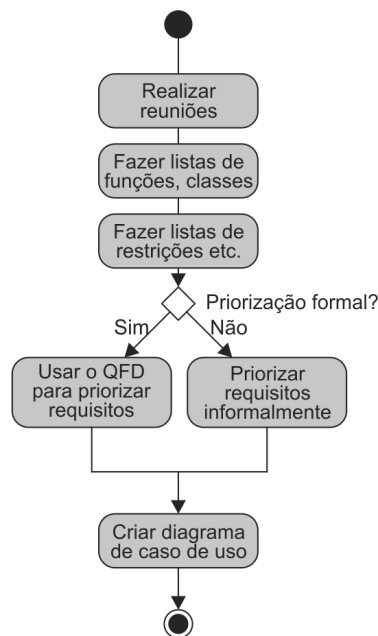 Realizar
reuniões
Fazer listas de
funções, classes
Fazer listas de
restrições etc.
Priorização formal?
Sim
Não
Usar o QFD
para priorizar
requisitos
Priorizar
requisitos
informalmente
Criar diagrama
de caso de uso